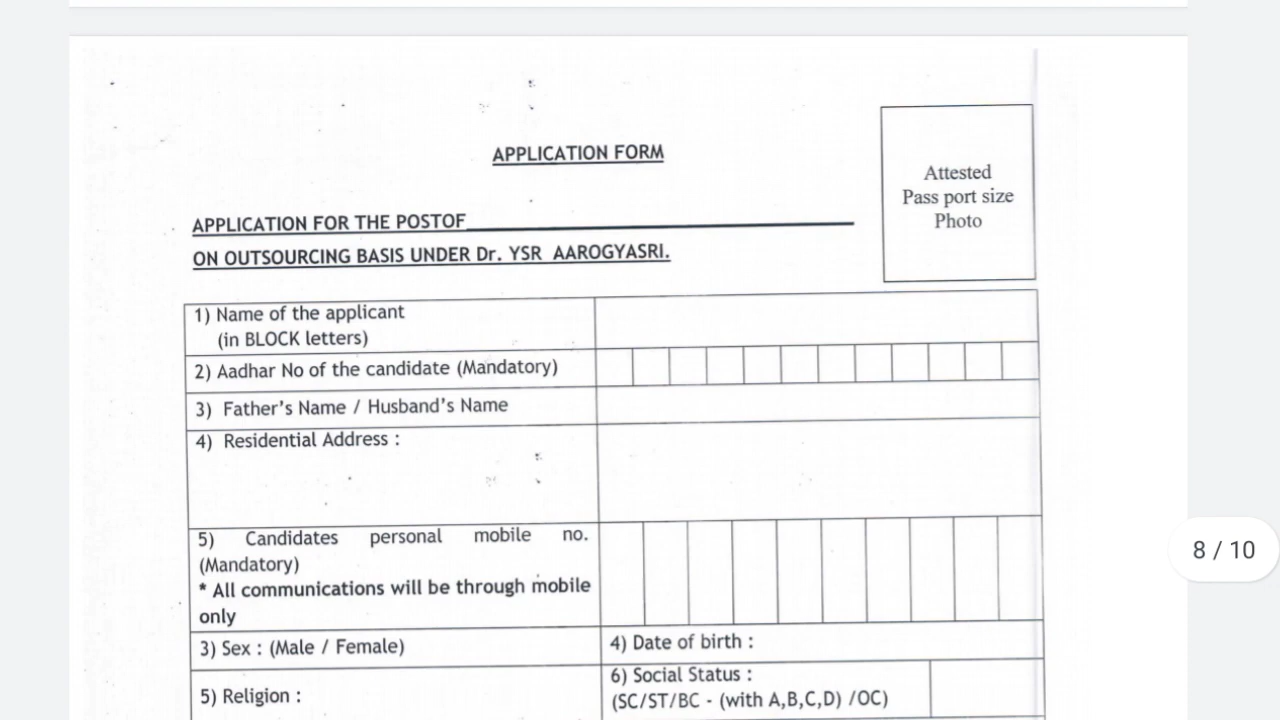 APPLICATION FORM
Attested
Pass port size
Photo
APPLICATION FOR THE POSTOF
ON OUTSOURCING BASIS UNDER Dr. YSR AAROGYASRI.
1) Name of the applicant
(in BLOCK letters)
2) Aadhar No of the candidate (Mandatory)
3) Father's Name / Husband's Name
4) Residential Address :
5) Candidates personal mobile no.
(Mandatory)
* All communications will be through mobile
only
3) Sex : (Male / Female)
4) Date of birth :
5) Religion :
6) Social Status :
(SC/ST/BC - (with A,B,C,D) /OC)
8 / 10